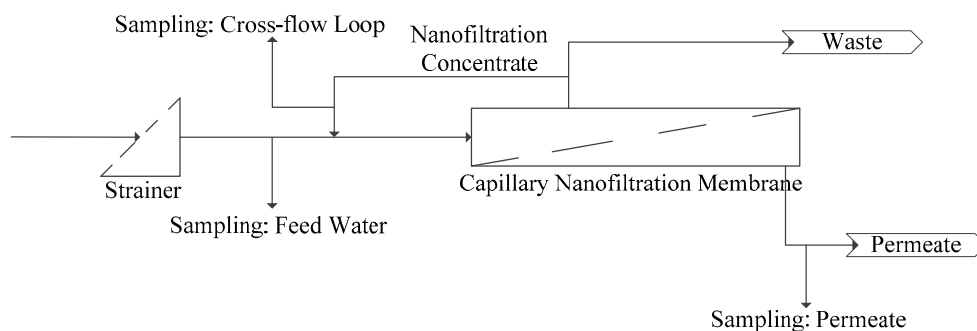 Sampling: Cross-flow Loop
Nanofiltration
Concentrate
Waste
Strainer
Capillary Nanofiltration Membrane
Sampling: Feed Water
Permeate
Sampling: Permeate